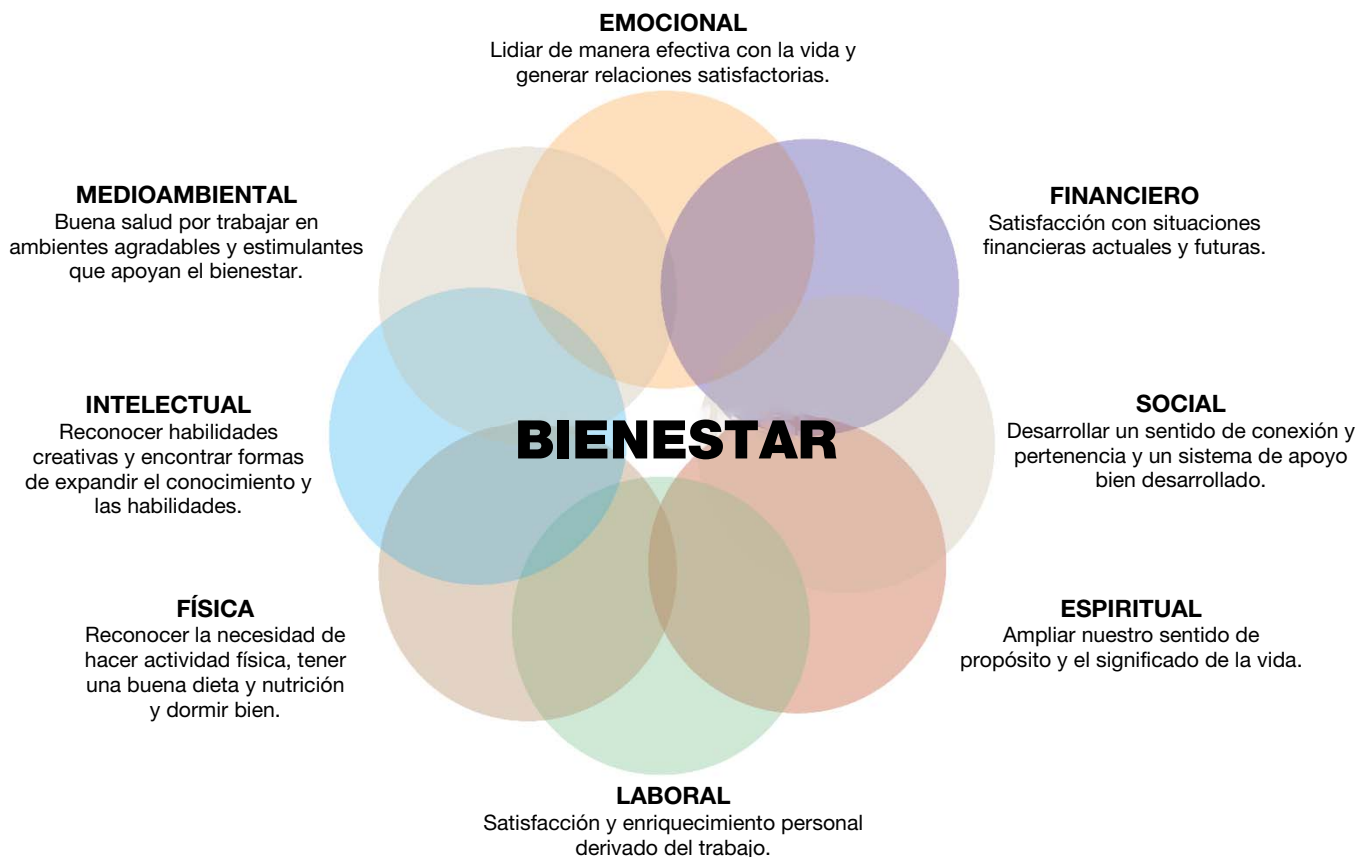 EMOCIONAL
Lidiar de manera efectiva con la vida y
generar relaciones satisfactorias.
MEDIOAMBIENTAL
Buena salud por trabajar en
ambientes agradables y estimulantes
que apoyan el bienestar.
FINANCIERO
Satisfacción con situaciones
financieras actuales y futuras.
INTELECTUAL
Reconocer habilidades
creativas y encontrar formas
de expandir el conocimiento y
las habilidades.
BIENESTAR
SOCIAL
Desarrollar un sentido de conexión y
pertenencia y un sistema de apoyo
bien desarrollado.
FÍSICA
Reconocer la necesidad de
hacer actividad física, tener
una buena dieta y nutrición
y dormir bien.
ESPIRITUAL
Ampliar nuestro sentido de
propósito y el significado de la vida.
LABORAL
Satisfacción y enriquecimiento personal
derivado del trabajo.